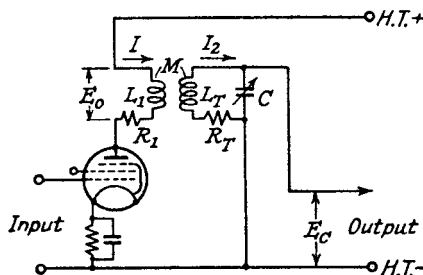 H.T.+
I
M
I2
E0
L1
LT
C
R1
RT
Input
EC
Output
H.T.-